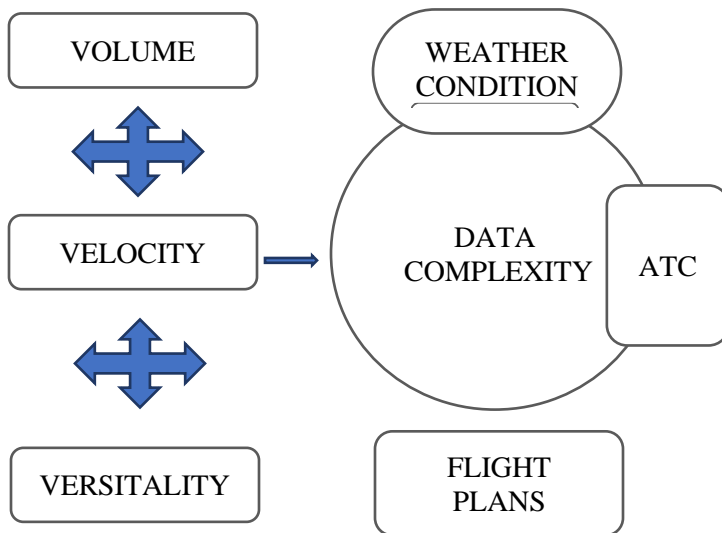 VOLUME
VELOCITY
VERSITALITY
WEATHER
CONDITION
DATA
COMPLEXITY
ATC
FLIGHT
PLANS